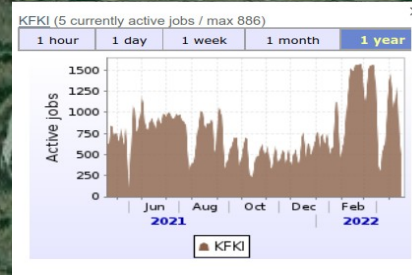 KFKI (5 currently active jobs / max 886)
1 hour 1 day 1 week 1 month 1 year
Active jobs
1500
1250
1000
750
500
250
0
Jun Aug Oct Dec Feb
2021 2022
KFKI